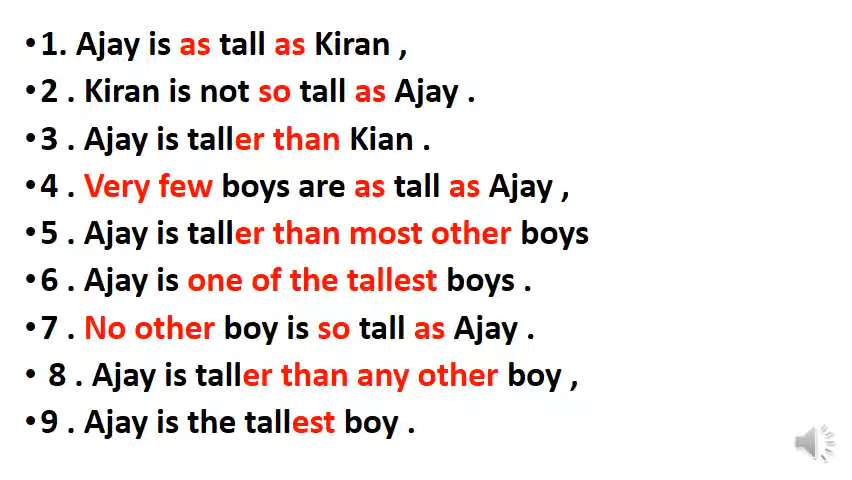 •1. Ajay is as tall as Kiran ,
•2 . Kiran is not so tall as Ajay .
•3 . Ajay is taller than Kian .
•4 . Very few boys are as tall as Ajay ,
•5 . Ajay is taller than most other boys
•6 . Ajay is one of the tallest boys .
•7 . No other boy is so tall as Ajay .
• 8 . Ajay is taller than any other boy ,
•9 . Ajay is the tallest boy .